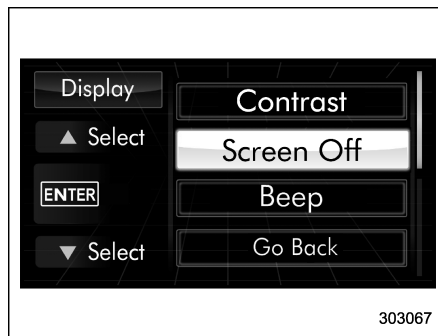 Display
▲ Select
ENTER
▼ Select
Contrast
Screen Off
Beep
Go Back
303067